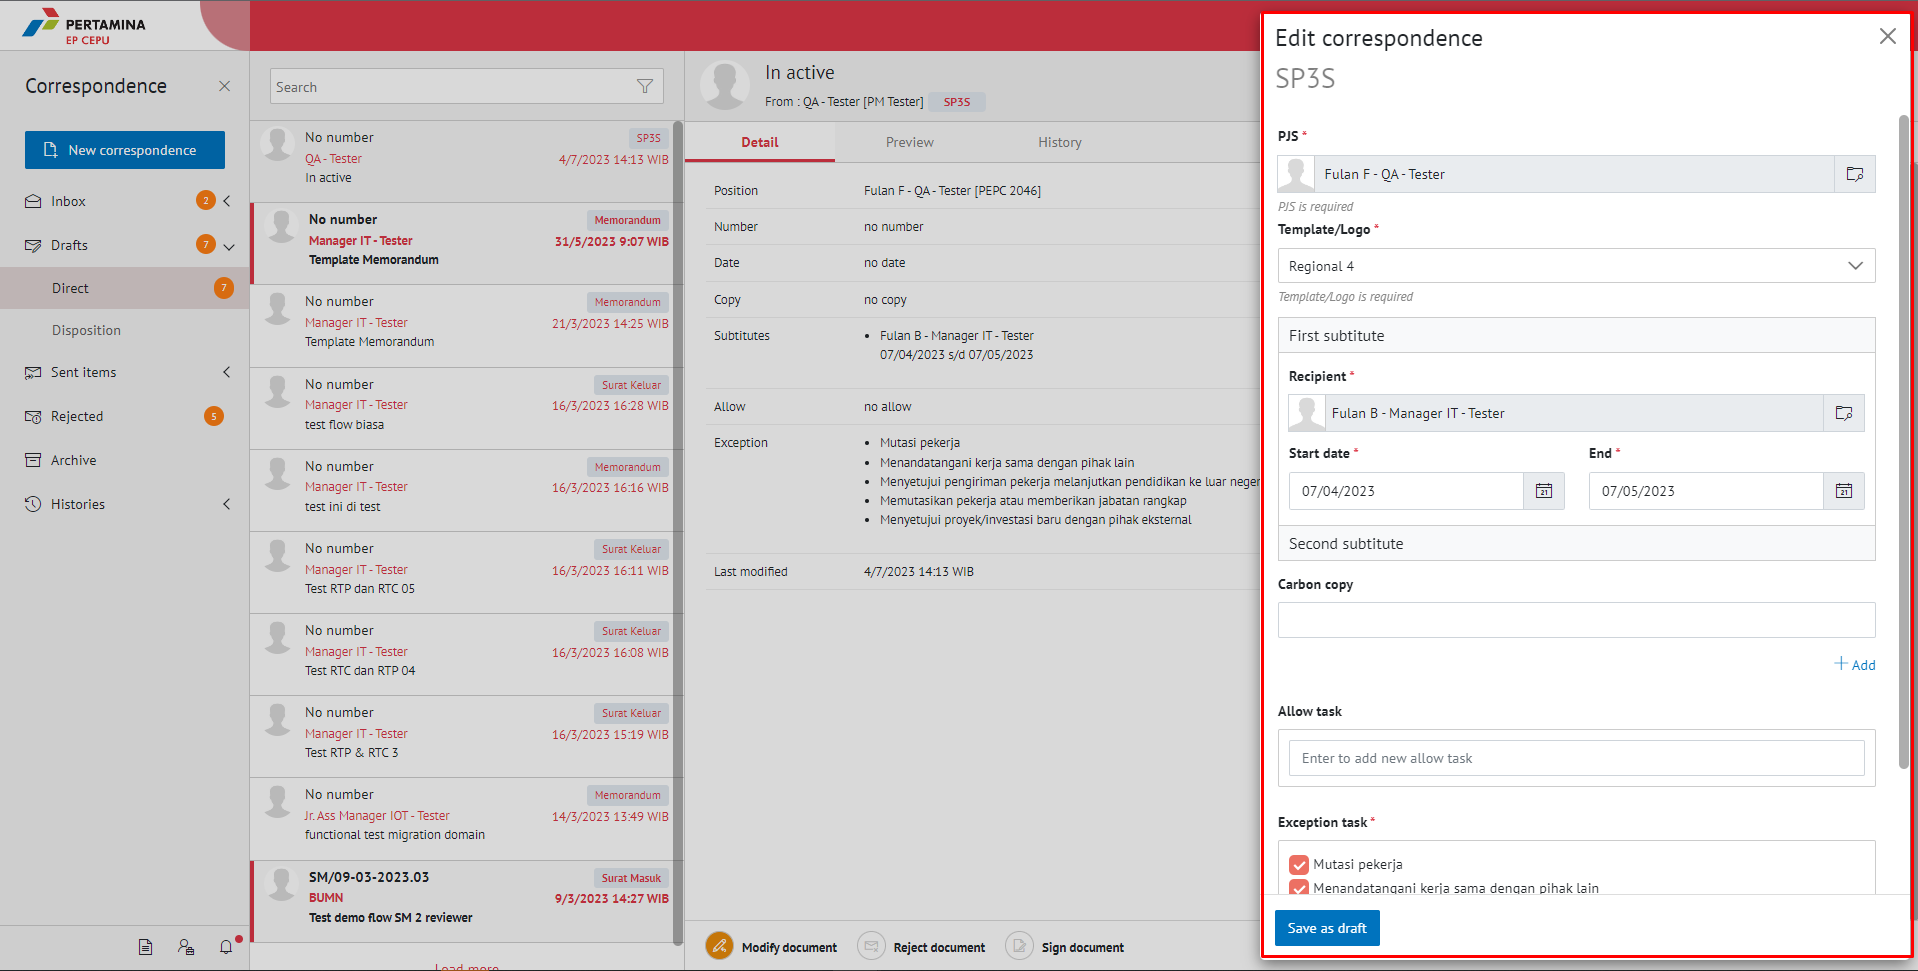 PERTAMINA
EP CEPU
Correspondence
New correspondence
Inbox
2
Drafts
7
Direct
7
Disposition
Sent items
Rejected
5
Archive
Histories
Search
No number
SP3S
QA - Tester
4/7/2023 14:13 WIB
In active
No number
Memorandum
Manager IT - Tester
31/5/2023 9:07 WIB
Template Memorandum
No number
Memorandum
Manager IT - Tester
21/3/2023 14:25 WIB
Template Memorandum
No number
Surat Keluar
Manager IT - Tester
16/3/2023 16:28 WIB
test flow biasa
No number
Memorandum
Manager IT - Tester
16/3/2023 16:16 WIB
test ini di test
No number
Surat Keluar
Manager IT - Tester
16/3/2023 16:11 WIB
Test RTP dan RTC 05
No number
Surat Keluar
Manager IT - Tester
16/3/2023 16:08 WIB
Test RTC dan RTP 04
No number
Surat Keluar
Manager IT - Tester
16/3/2023 15:19 WIB
Test RTP & RTC 3
No number
Memorandum
Jr. Ass Manager IOT - Tester
14/3/2023 13:49 WIB
functional test migration domain
SM/09-03-2023.03
Surat Masuk
BUMN
9/3/2023 14:27 WIB
Test demo flow SM 2 reviewer
Load more
In active
From : QA - Tester [PM Tester]
SP3S
Detail
Preview
History
Position
Fulan F - QA - Tester [PEPC 2046]
Number
no number
Date
no date
Copy
no copy
Subtitutes
• Fulan B - Manager IT - Tester
07/04/2023 s/d 07/05/2023
Allow
no allow
Exception
• Mutasi pekerja
• Menandatangani kerja sama dengan pihak lain
• Menyetujui pengiriman pekerja melanjutkan pendidikan ke luar neger
• Memutasikan pekerja atau memberikan jabatan rangkap
• Menyetujui proyek/investasi baru dengan pihak eksternal
Last modified
4/7/2023 14:13 WIB
Modify document
Reject document
Sign document
Edit correspondence
SP3S
PJS *
Fulan F - QA - Tester
PJS is required
Template/Logo *
Regional 4
Template/Logo is required
First subtitute
Recipient *
Fulan B - Manager IT - Tester
Start date *
End *
07/04/2023
21
07/05/2023
21
Second subtitute
Carbon copy
+ Add
Allow task
Enter to add new allow task
Exception task *
Mutasi pekerja
Menandatangani kerja sama dengan pihak lain
Save as draft